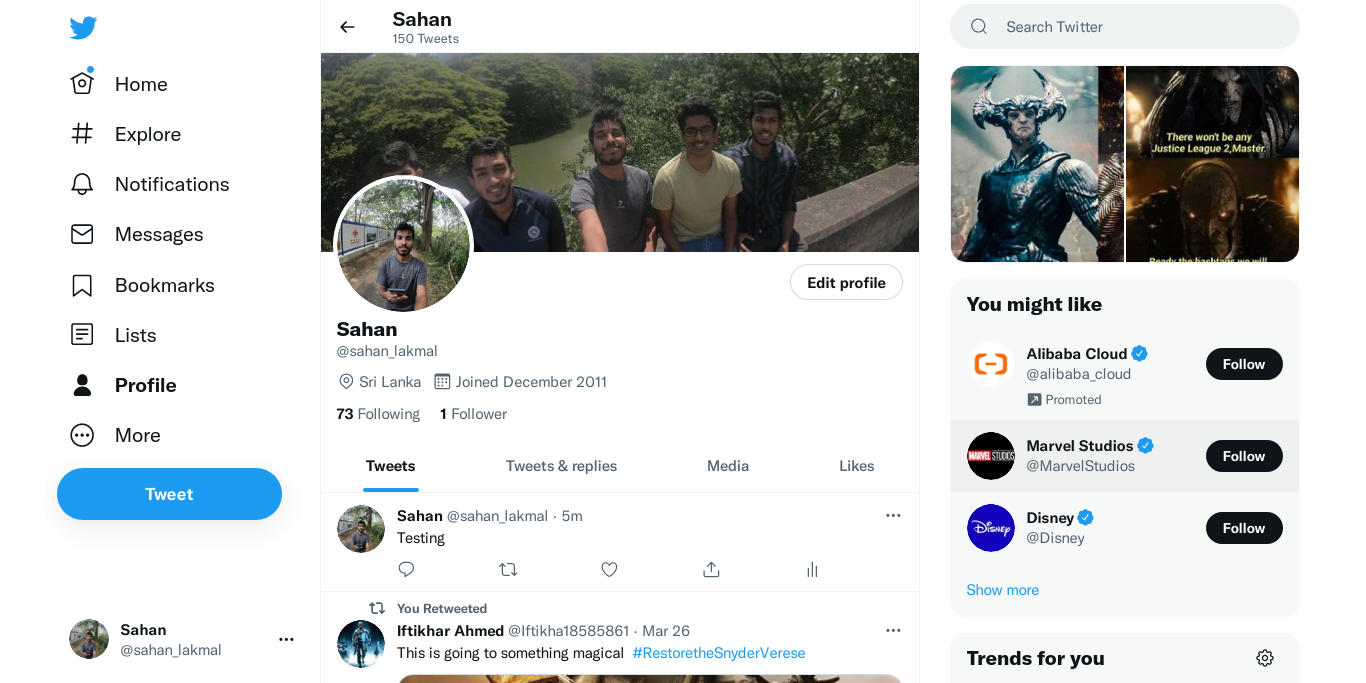 Home
Explore
Notifications
Messages
Bookmarks
Lists
Profile
More
Tweet
Sahan
@sahan_lakmal
Sahan
150 Tweets
Edit profile
Sahan
@sahan_lakmal
Sri Lanka Joined December 2011
73 Following 1 Follower
Tweets Tweets & replies Media Likes
Sahan @sahan_lakmal · 5m
Testing
You Retweeted
Iftikhar Ahmed @Iftikha18585861 · Mar 26
This is going to something magical #RestoretheSnyderVerese
Search Twitter
There won't be any
Justice League 2,Master.
Ready the hashtags we will
You might like
Alibaba Cloud
@alibaba_cloud
Promoted
Follow
MARVEL STUDIOS
Marvel Studios
@MarvelStudios
Follow
Disney
Disney
@Disney
Follow
Show more
Trends for you